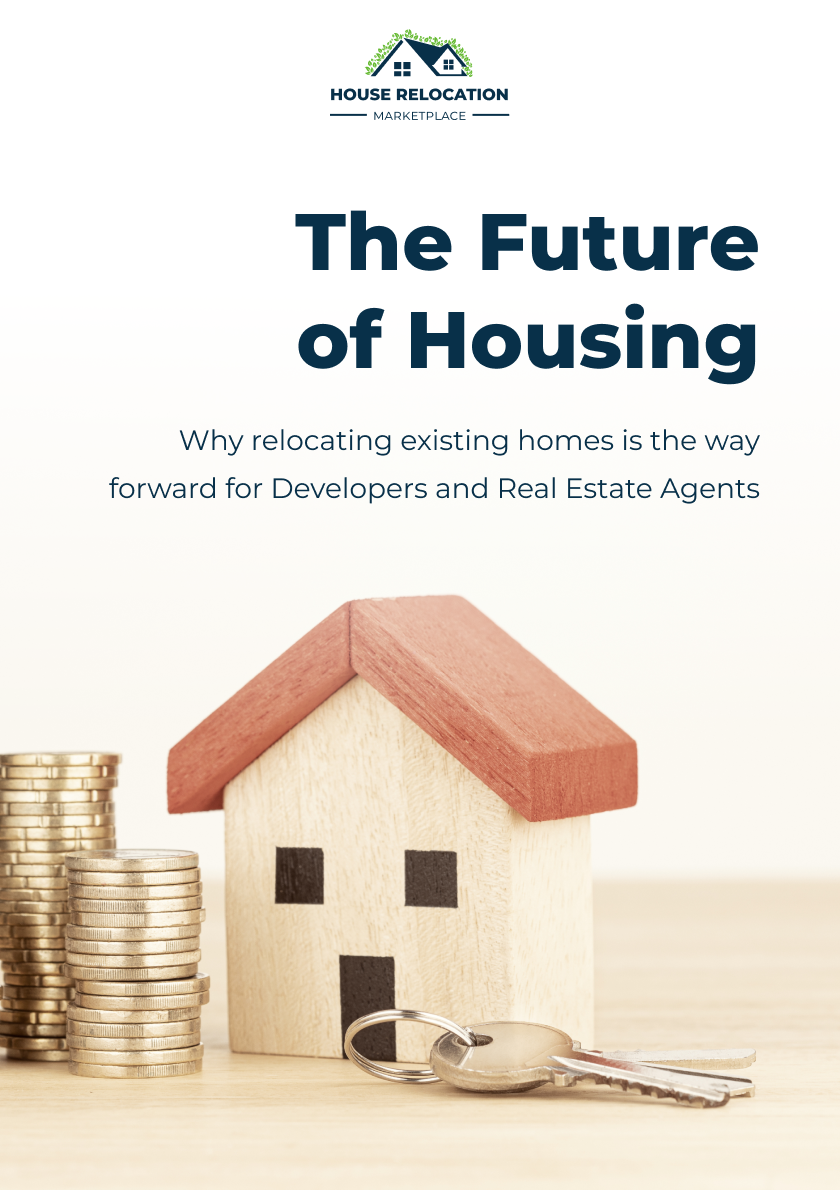 HOUSE RELOCATION
MARKETPLACE
The Future
of Housing
Why relocating existing homes is the way
forward for Developers and Real Estate Agents